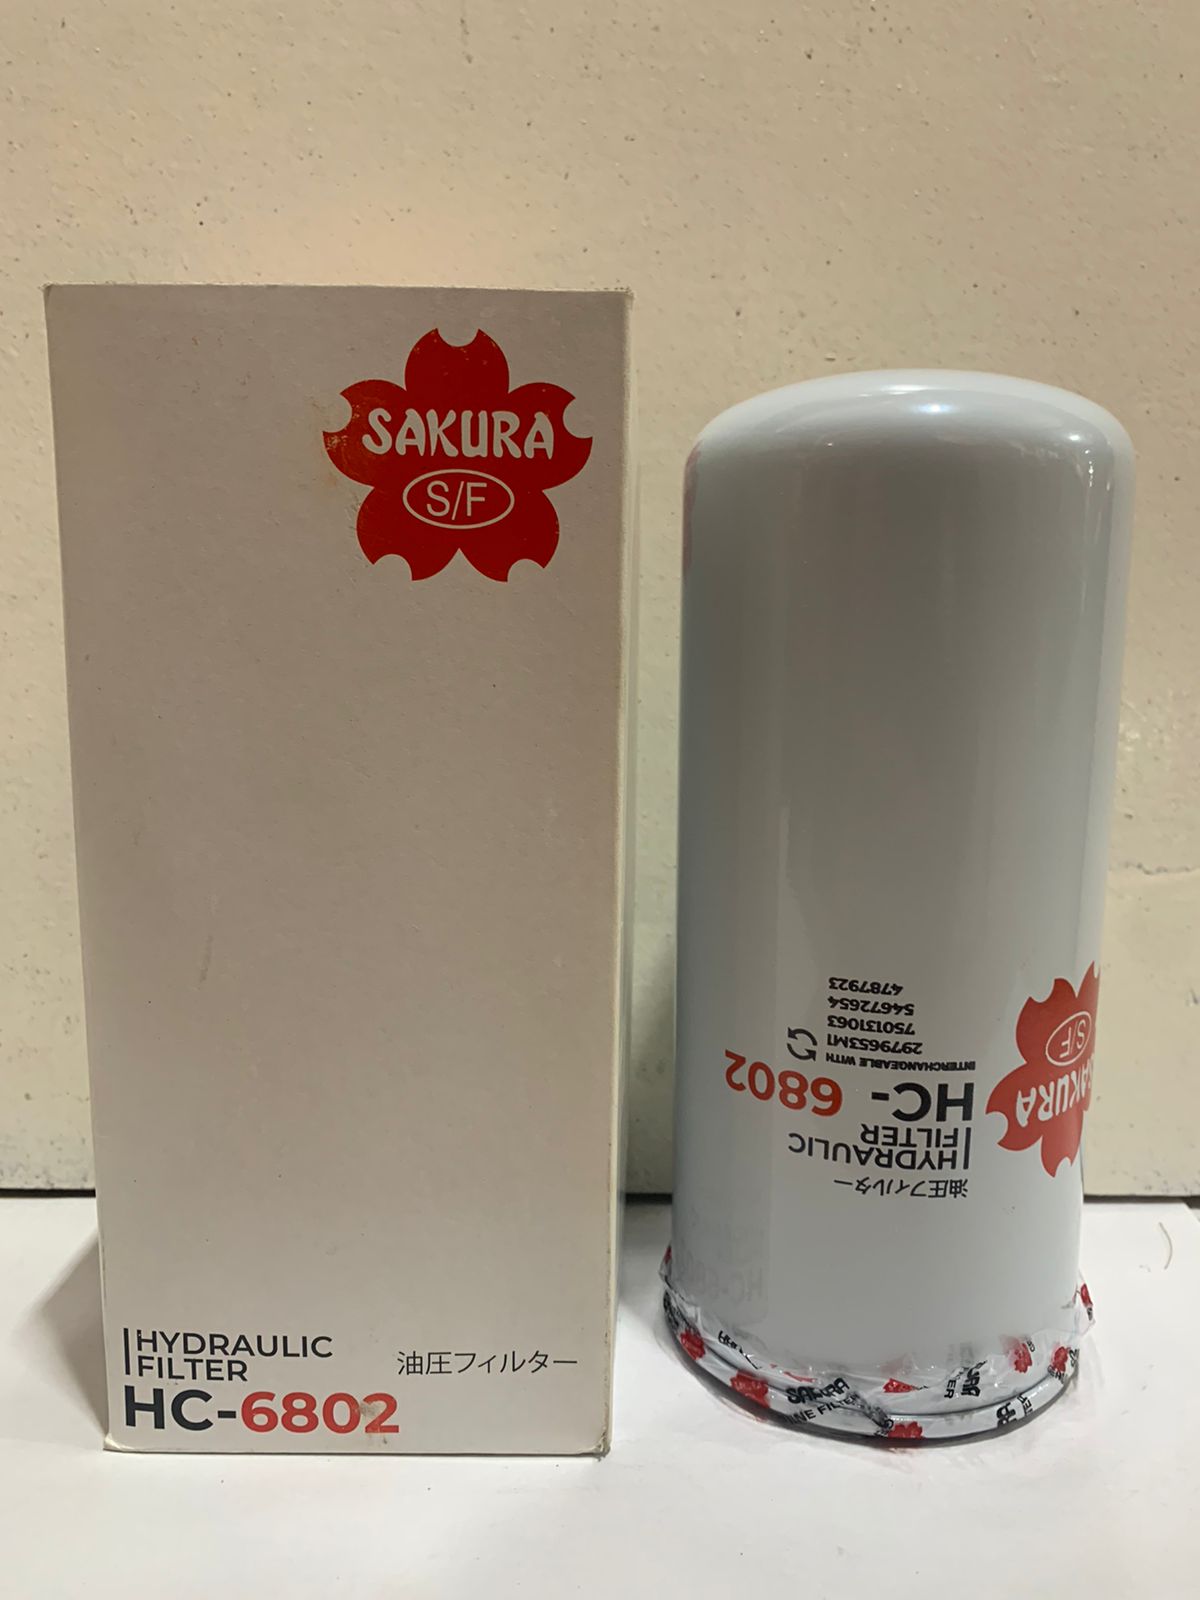 SAKURA
S/F
HYDRAULIC
FILTER
油圧フィルター
HC-6802
油圧フィルター
HYDRAULIC
FILTER
HC- 6802
INTERCHANGEABLE WITH
2979653M1
750131063
54672654
4787923
SAKURA
S/F
SAKURA